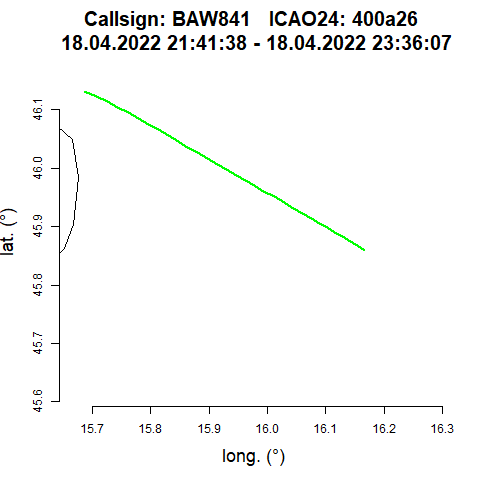 Callsign: BAW841   ICAO24: 400a26
18.04.2022 21:41:38 - 18.04.2022 23:36:07
46.1
46.0
45.9
45.8
45.7
45.6
lat. (°)
15.7 15.8 15.9 16.0 16.1 16.2 16.3
long. (°)